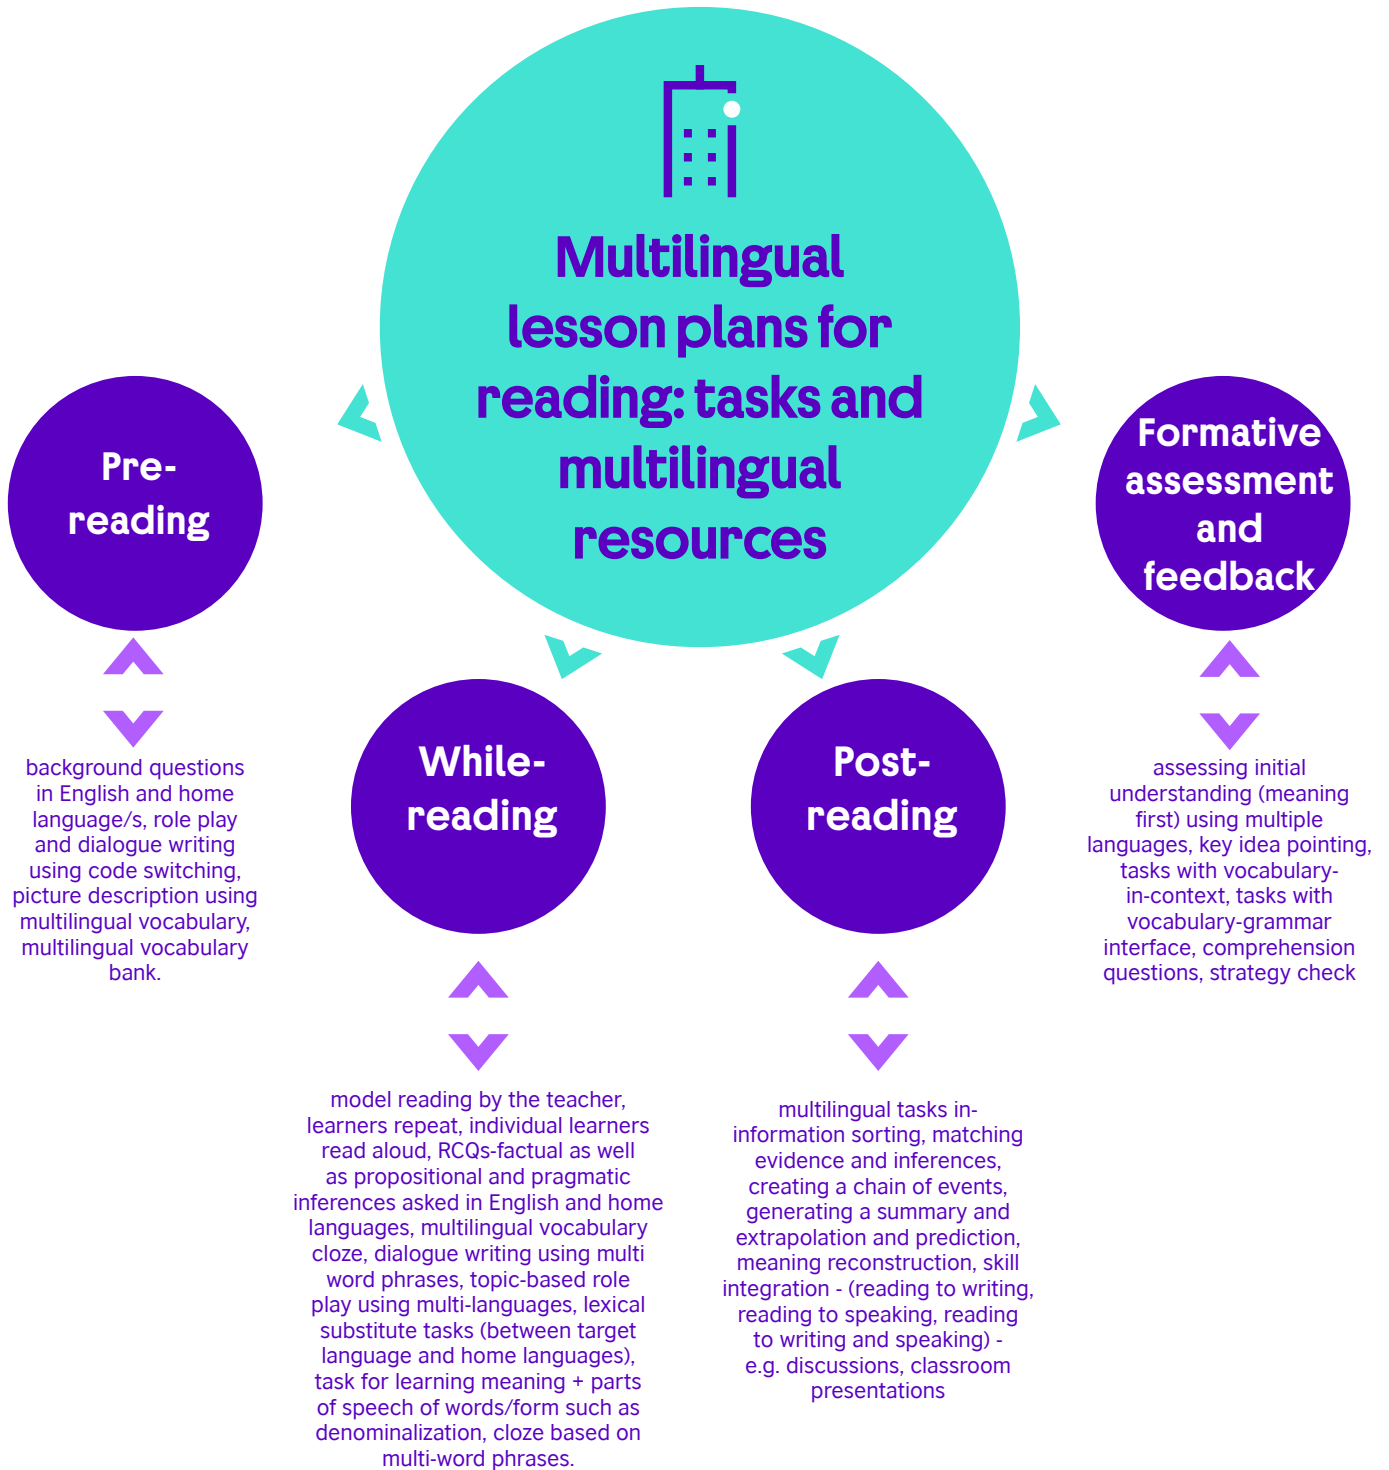 Multilingual
lesson plans for
reading: tasks and
multilingual
resources
Pre-
reading
background questions
in English and home
language/s, role play
and dialogue writing
using code switching,
picture description using
multilingual vocabulary,
multilingual vocabulary
bank.
While-
reading
model reading by the teacher,
learners repeat, individual learners
read aloud, RCQs-factual as well
as propositional and pragmatic
inferences asked in English and home
languages, multilingual vocabulary
cloze, dialogue writing using multi
word phrases, topic-based role
play using multi-languages, lexical
substitute tasks (between target
language and home languages),
task for learning meaning + parts
of speech of words/form such as
denominalization, cloze based on
multi-word phrases.
Post-
reading
multilingual tasks in-
information sorting, matching
evidence and inferences,
creating a chain of events,
generating a summary and
extrapolation and prediction,
meaning reconstruction, skill
integration - (reading to writing,
reading to speaking, reading
to writing and speaking) -
e.g. discussions, classroom
presentations
Formative
assessment
and
feedback
assessing initial
understanding (meaning
first) using multiple
languages, key idea pointing,
tasks with vocabulary-
in-context, tasks with
vocabulary-grammar
interface, comprehension
questions, strategy check